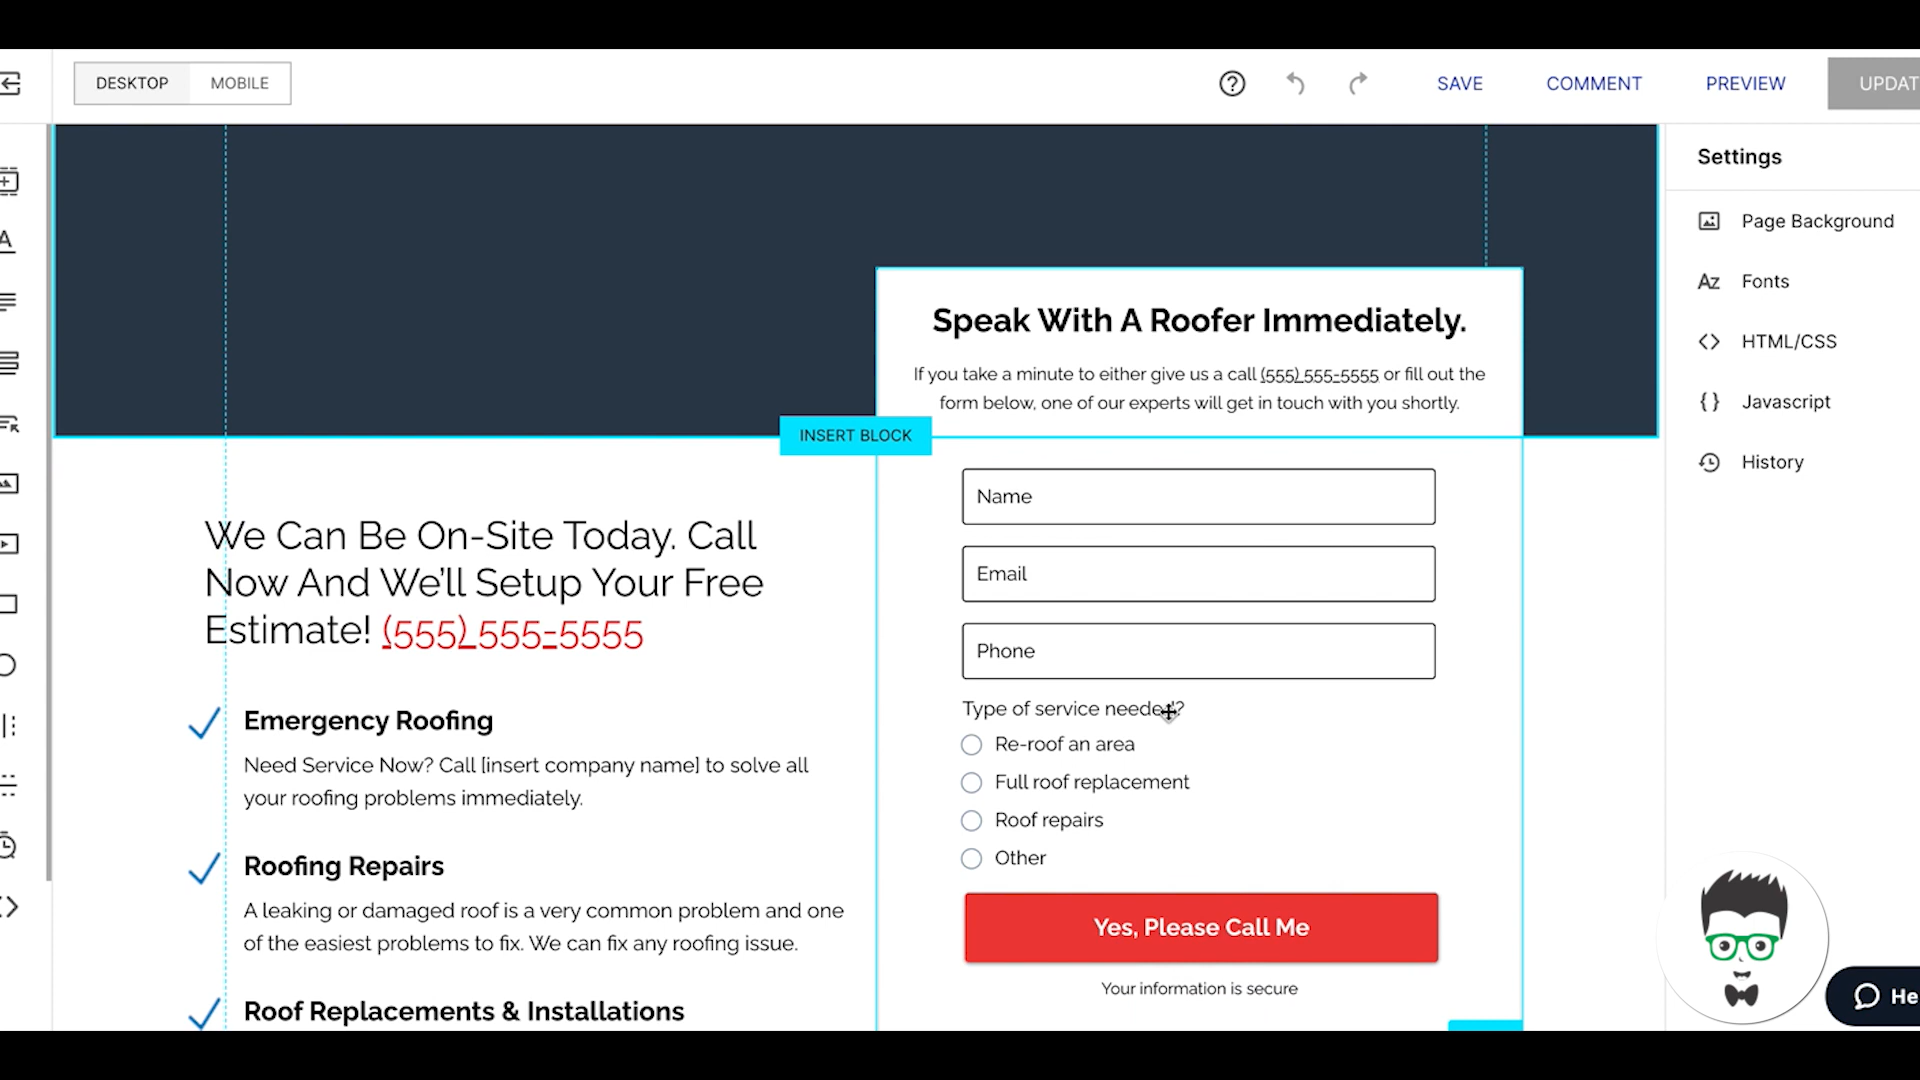 DESKTOP
MOBILE
SAVE
COMMENT
PREVIEW
UPDAT
Settings
Page Background
Fonts
HTML/CSS
Javascript
History
Speak With A Roofer Immediately.
If you take a minute to either give us a call (555) 555-5555 or fill out the
form below, one of our experts will get in touch with you shortly.
INSERT BLOCK
Name
Email
Phone
Type of service needed?
Re-roof an area
Full roof replacement
Roof repairs
Other
Yes, Please Call Me
Your information is secure
We Can Be On-Site Today. Call
Now And We'll Setup Your Free
Estimate! (555) 555-5555
Emergency Roofing
Need Service Now? Call [insert company name] to solve all
your roofing problems immediately.
Roofing Repairs
A leaking or damaged roof is a very common problem and one
of the easiest problems to fix. We can fix any roofing issue.
Roof Replacements & Installations
He